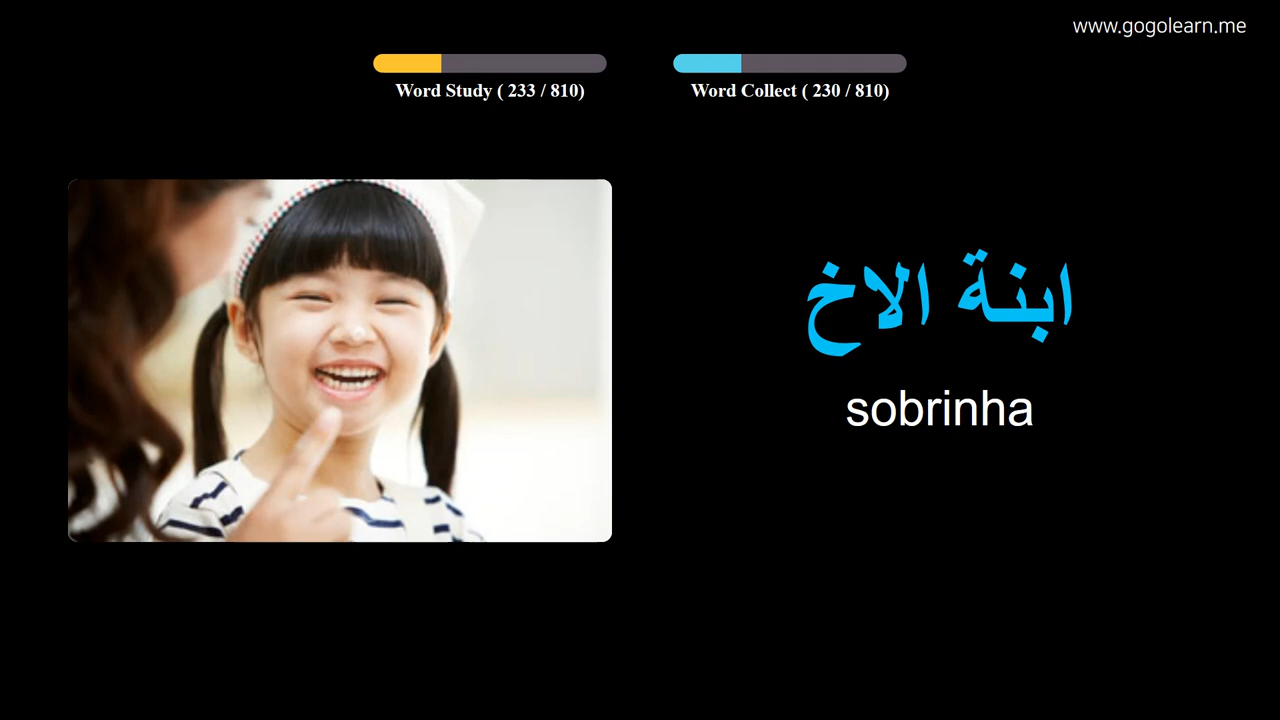 www.gogolearn.me
Word Study ( 233 / 810)
Word Collect ( 230 / 810)
ابنة الاخ
sobrinha